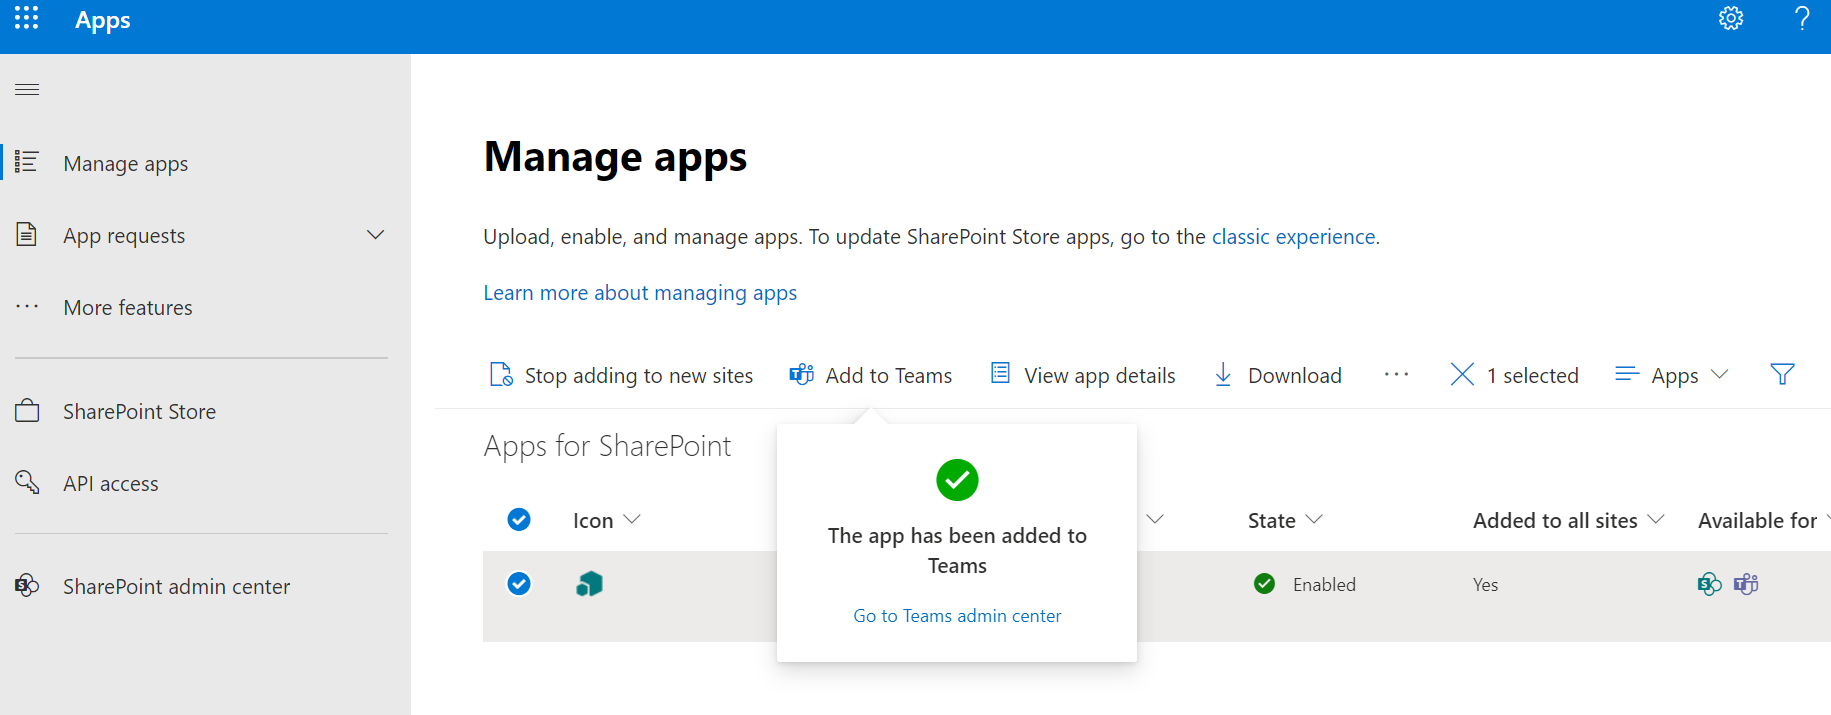 Apps
Manage apps
App requests
More features
SharePoint Store
API access
SharePoint admin center
Manage apps
Upload, enable, and manage apps. To update SharePoint Store apps, go to the classic experience.
Learn more about managing apps
Stop adding to new sites Add to Teams View app details Download ... 1 selected Apps
Apps for SharePoint
The app has been added to
Teams
Go to Teams admin center
Icon State Added to all sites Available for
Enabled Yes